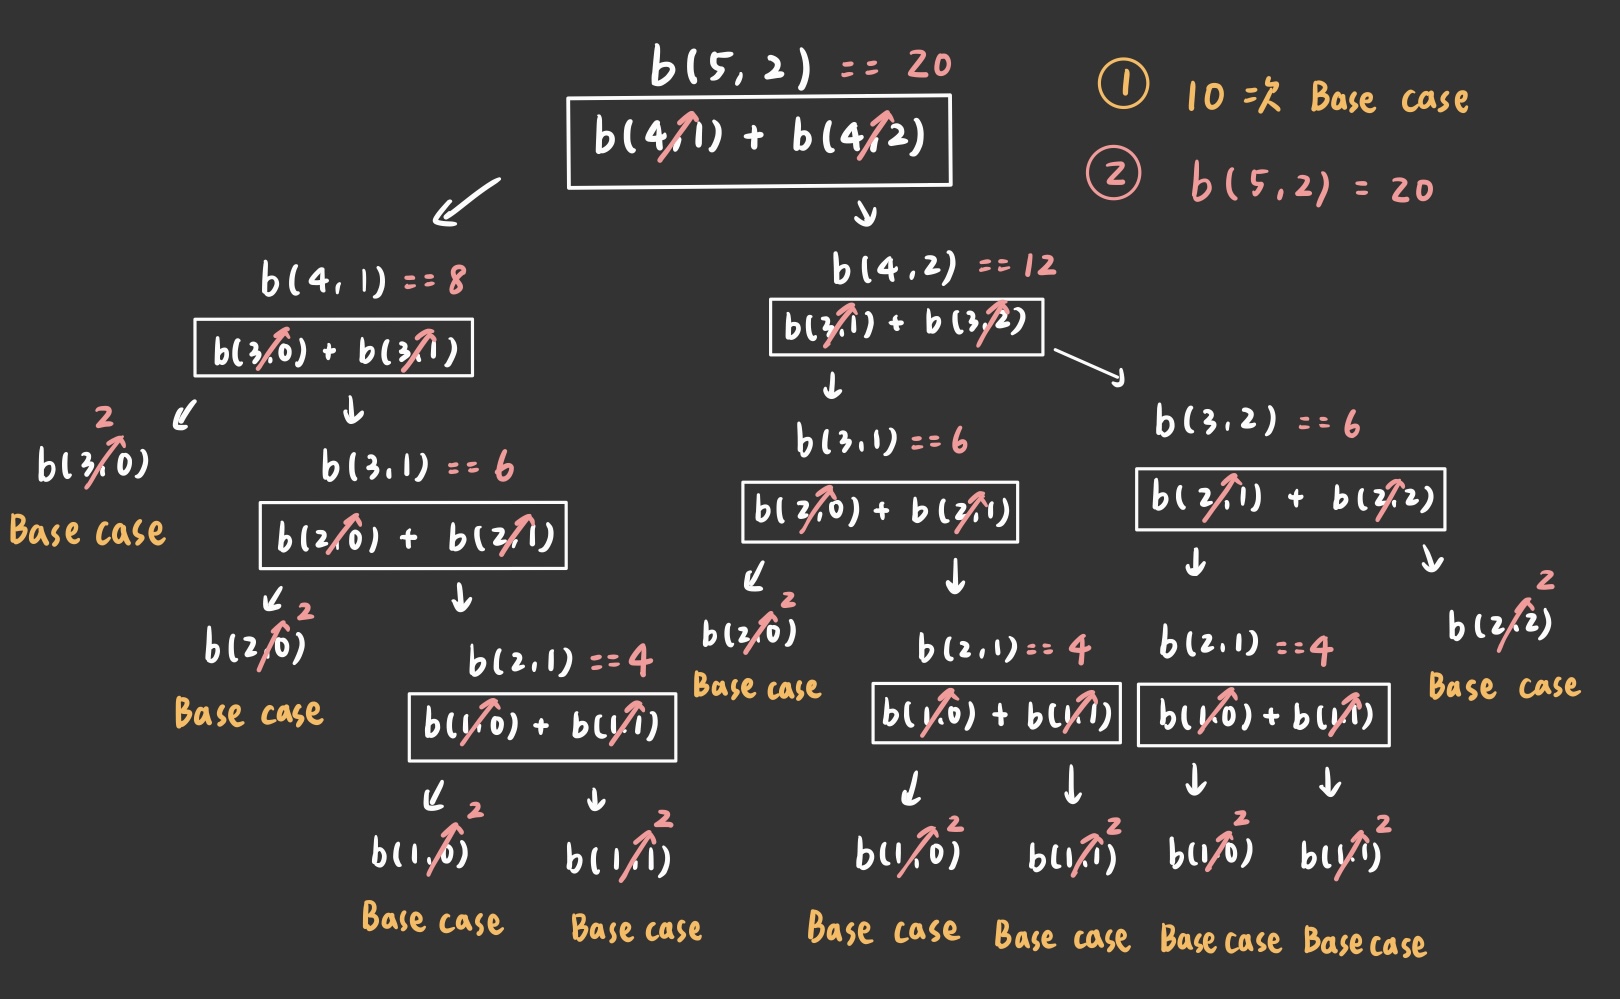 b(5, 2) == 20
b(4,1) + b(4,2)
① 10 次 Base case
② b(5,2) = 20
b(4, 1) == 8
b(3,0) + b(3,1)
b(4,2) == 12
b(3,1) + b(3,2)
2
b(3,0)
Base case
b(3,1) == 6
b(2,0) + b(2,1)
b(3,1) == 6
b(2,0) + b(2,1)
b(3,2) == 6
b(2,1) + b(2,2)
2
b(2,0)
Base case
b(2,1) == 4
b(1,0) + b(1,1)
2
b(2,0)
Base case
b(2,1) == 4
b(1,0) + b(1,1)
b(2,1) == 4
b(1,0) + b(1,1)
2
b(2,2)
Base case
2
b(1,0)
Base case
2
b(1,1)
Base case
2
b(1,0)
Base case
2
b(1,1)
Base case
2
b(1,0)
Base case
2
b(1,1)
Base case